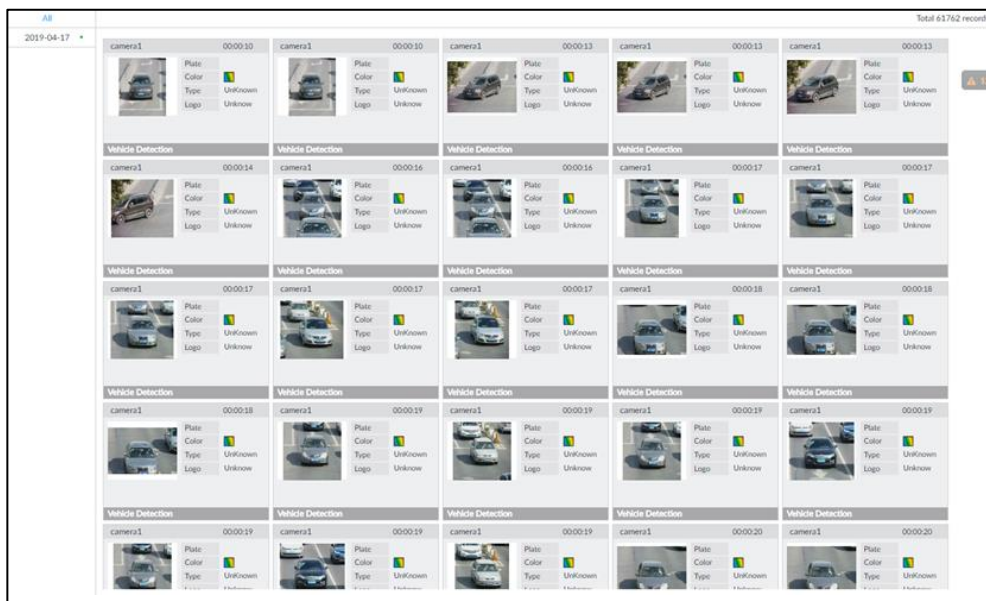 All
Total 61762 record
2019-04-17
camera1 00:00:10
Plate
Color
Type UnKnown
Logo Unknow
Vehicle Detection
camera1 00:00:10
Plate
Color
Type UnKnown
Logo Unknow
Vehicle Detection
camera1 00:00:13
Plate
Color
Type UnKnown
Logo Unknow
Vehicle Detection
camera1 00:00:13
Plate
Color
Type UnKnown
Logo Unknow
Vehicle Detection
camera1 00:00:13
Plate
Color
Type UnKnown
Logo Unknow
Vehicle Detection
camera1 00:00:14
Plate
Color
Type UnKnown
Logo Unknow
Vehicle Detection
camera1 00:00:16
Plate
Color
Type UnKnown
Logo Unknow
Vehicle Detection
camera1 00:00:16
Plate
Color
Type UnKnown
Logo Unknow
Vehicle Detection
camera1 00:00:17
Plate
Color
Type UnKnown
Logo Unknow
Vehicle Detection
camera1 00:00:17
Plate
Color
Type UnKnown
Logo Unknow
Vehicle Detection
camera1 00:00:17
Plate
Color
Type UnKnown
Logo Unknow
Vehicle Detection
camera1 00:00:17
Plate
Color
Type UnKnown
Logo Unknow
Vehicle Detection
camera1 00:00:17
Plate
Color
Type UnKnown
Logo Unknow
Vehicle Detection
camera1 00:00:18
Plate
Color
Type UnKnown
Logo Unknow
Vehicle Detection
camera1 00:00:18
Plate
Color
Type UnKnown
Logo Unknow
Vehicle Detection
camera1 00:00:18
Plate
Color
Type UnKnown
Logo Unknow
Vehicle Detection
camera1 00:00:19
Plate
Color
Type UnKnown
Logo Unknow
Vehicle Detection
camera1 00:00:19
Plate
Color
Type UnKnown
Logo Unknow
Vehicle Detection
camera1 00:00:19
Plate
Color
Type UnKnown
Logo Unknow
Vehicle Detection
camera1 00:00:19
Plate
Color
Type UnKnown
Logo Unknow
Vehicle Detection
camera1 00:00:19
Plate
Color
Type UnKnown
camera1 00:00:19
Plate
Color
Type UnKnown
camera1 00:00:19
Plate
Color
Type UnKnown
camera1 00:00:20
Plate
Color
Type UnKnown
camera1 00:00:20
Plate
Color
Type UnKnown